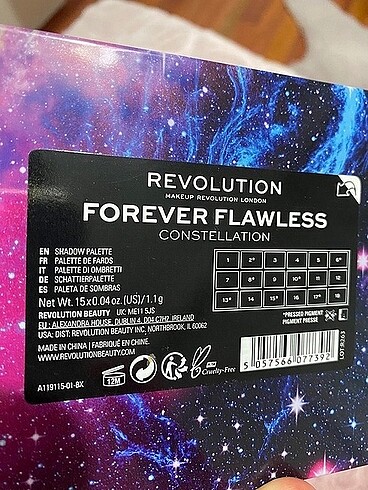 REVOLUTION
MAKEUP REVOLUTION LONDON
FOREVER FLAWLESS
CONSTELLATION
EN SHADOW PALETTE
FR PALETTE DE FARDS
IT PALETTE DI OMBRETTI
DE SCHATTIERPALETTE
ES PALETA DE SOMBRAS
Net Wt. 15x0.04 oz. (US)/1.1g
REVOLUTION BEAUTY UK: ME11 5JS
EU: ALEXANDRA HOUSE, DUBLIN 4, D04 C7H2, IRELAND
USA: DIST: REVOLUTION BEAUTY INC, NORTHBROOK, IL 60062
MADE IN CHINA | FABRIQUÉ EN CHINE.
WWW.REVOLUTIONBEAUTY.COM
A119115-01-BX
12M
Cruelty-Free
1 2 3 4 5 6*
7 8* 9 10 11 12
13* 14 15 16 17* 18
*PRESSED PIGMENT
PIGMENT PRESSÉ
5 057566 077392
LOT:R263